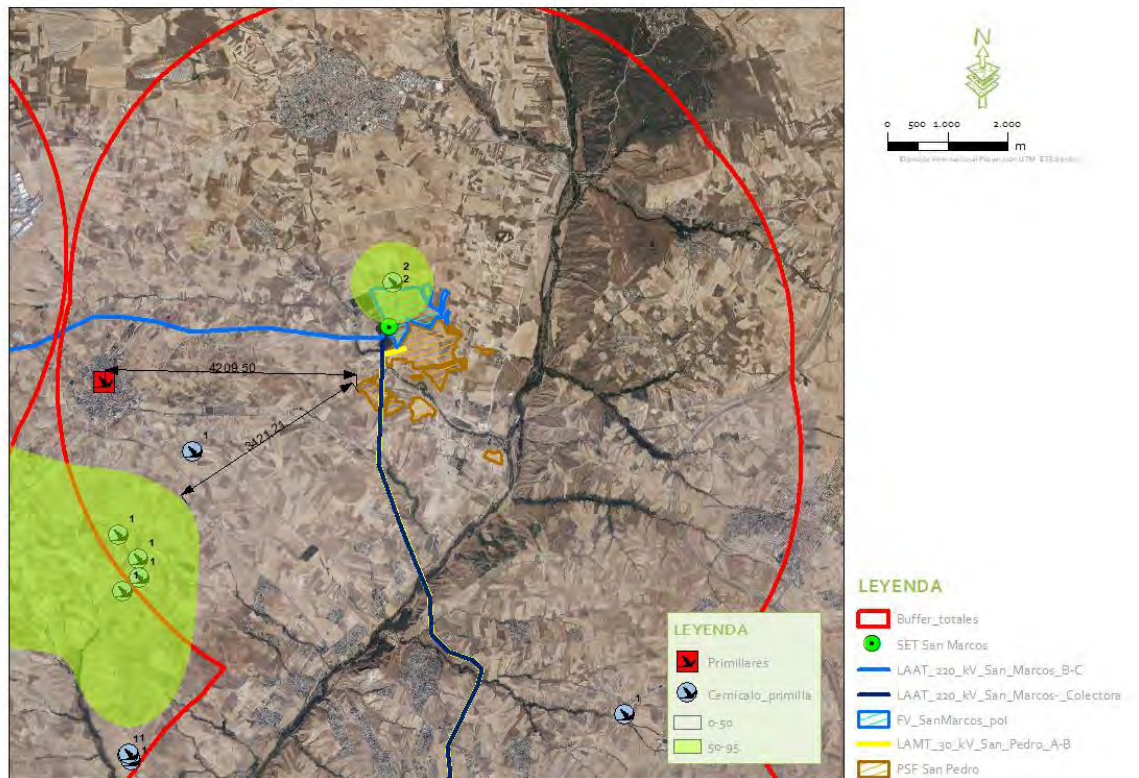 N
0 500 1.000 2.000
m
2
2
4209,50
3421,21
1
1
1
1
1
11
1
1
LEYENDA
Primillares
Cernicalo_primilla
0-50
50-95
LEYENDA
Buffer_totales
SET San Marcos
LAAT_220_kV_San_Marcos_B-C
LAAT_220_kV_San_Marcos-_Colectora
FV_SanMarcos_pol
LAMT_30_kV_San_Pedro_A-B
PSF San Pedro